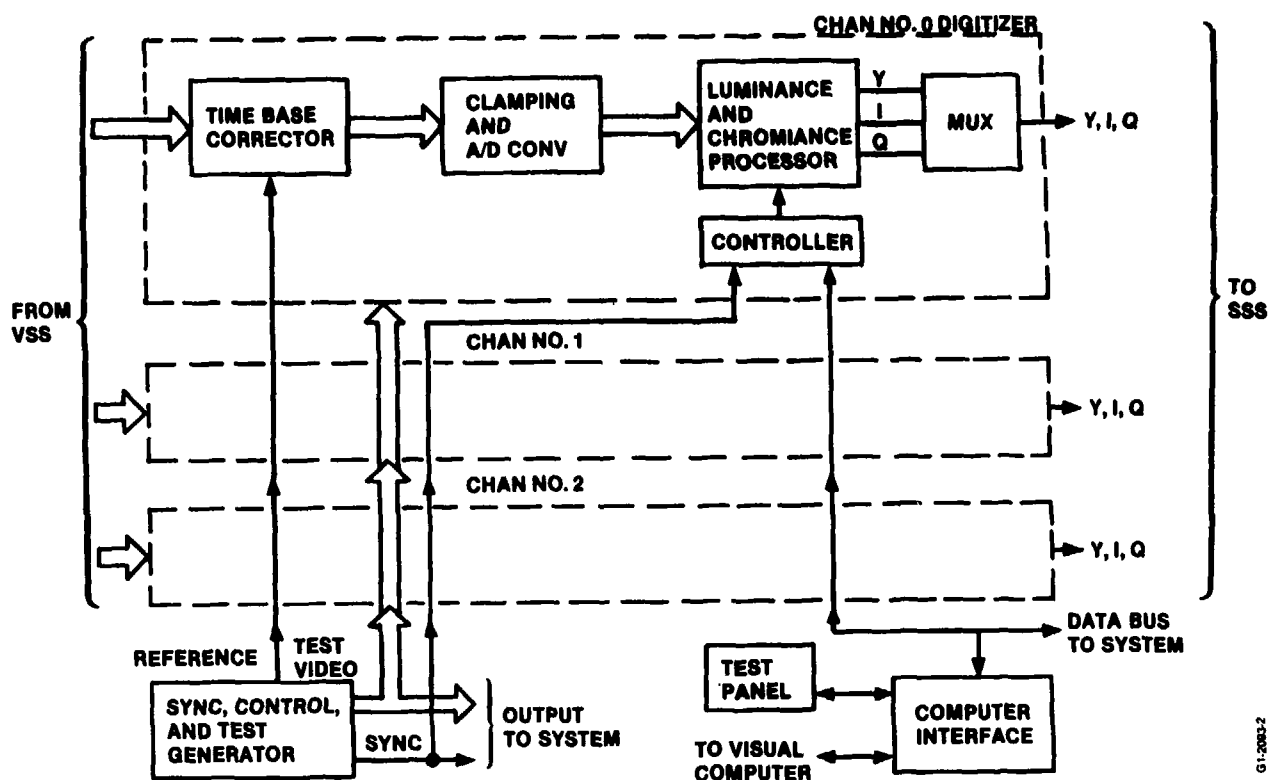 CHAN NO. 0 DIGITIZER
TIME BASE
CORRECTOR
CLAMPING
AND
A/D CONV
LUMINANCE
AND
CHROMIANCE
PROCESSOR
Y
I
Q
MUX
Y, I, Q
CONTROLLER
FROM
VSS
TO
SSS
CHAN NO. 1
Y, I, Q
CHAN NO. 2
Y, I, Q
REFERENCE
TEST
VIDEO
SYNC, CONTROL,
AND TEST
GENERATOR
SYNC
OUTPUT
TO SYSTEM
DATA BUS
TO SYSTEM
TEST
PANEL
COMPUTER
INTERFACE
TO VISUAL
COMPUTER
G1-2093-2